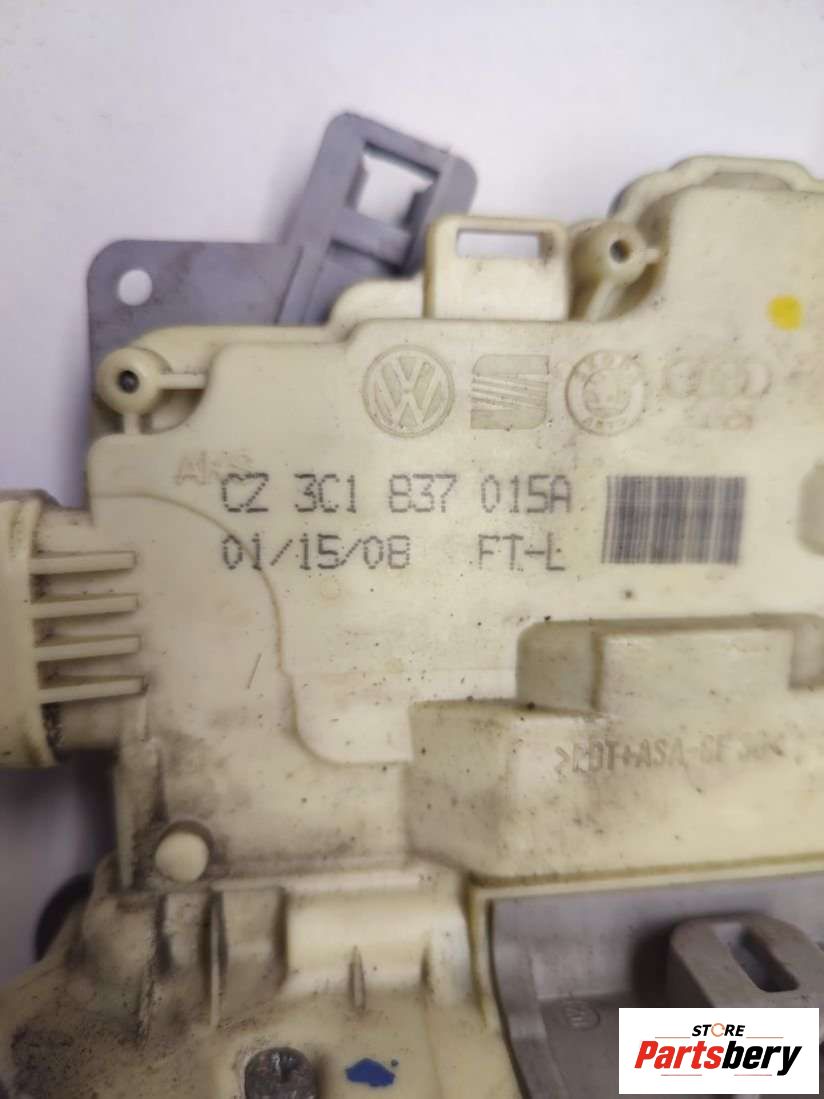 CZ 3C1 837 015A
01/15/08 FT-L
STORE
Partsbery